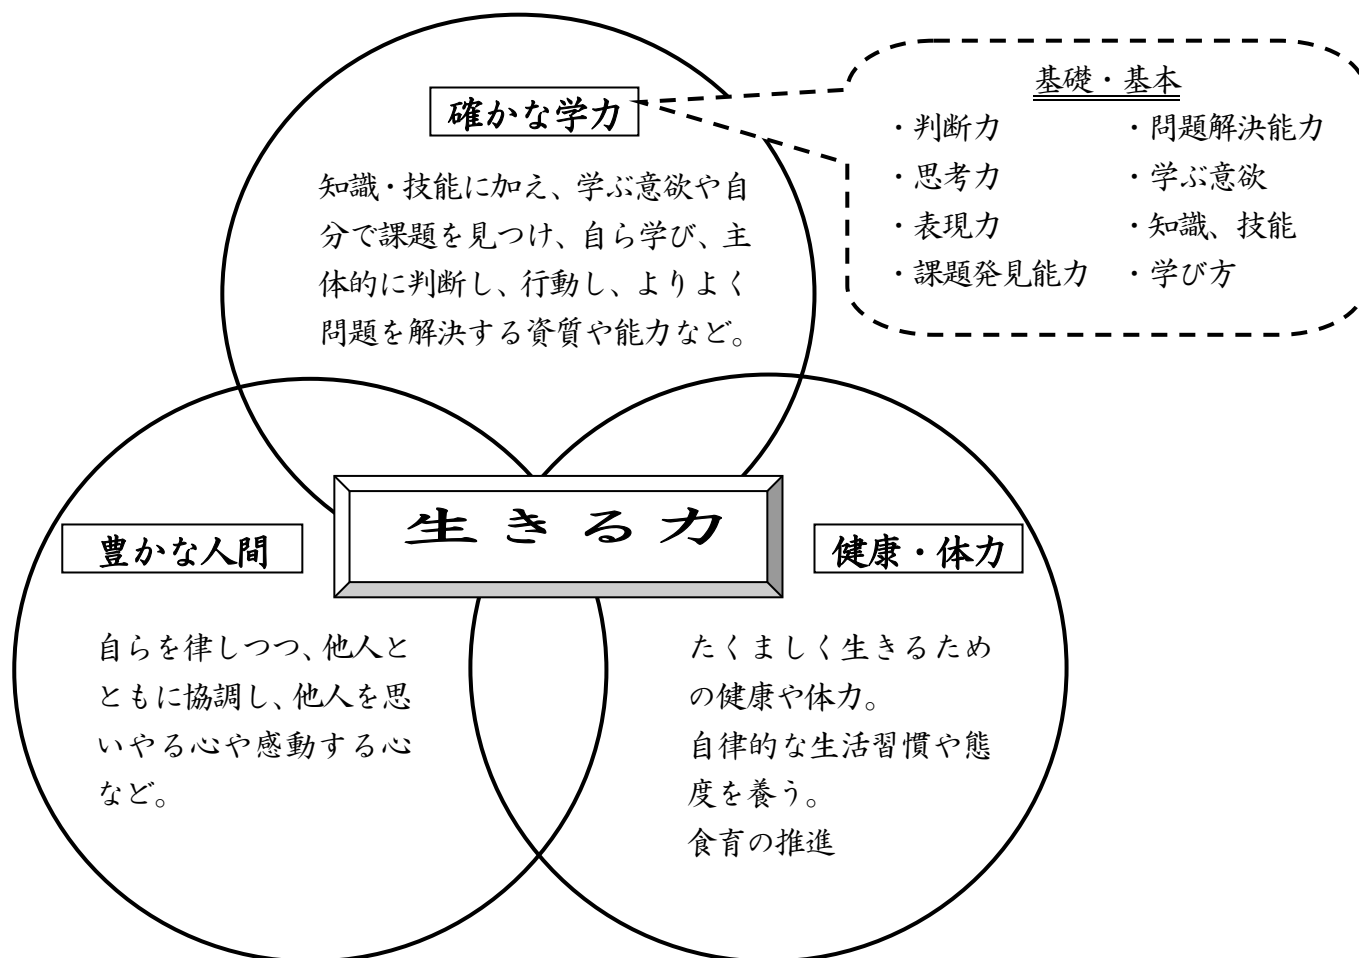 確かな学力
知識・技能に加え、学ぶ意欲や自
分で課題を見つけ、自ら学び、主
体的に判断し、行動し、よりよく
問題を解決する資質や能力など。
基礎・基本
・判断力 ・問題解決能力
・思考力 ・学ぶ意欲
・表現力 ・知識、技能
・課題発見能力 ・学び方
生きる力
豊かな人間
自らを律しつつ、他人と
ともに協調し、他人を思
いやる心や感動する心
など。
健康・体力
たくましく生きるため
の健康や体力。
自律的な生活習慣や態
度を養う。
食育の推進